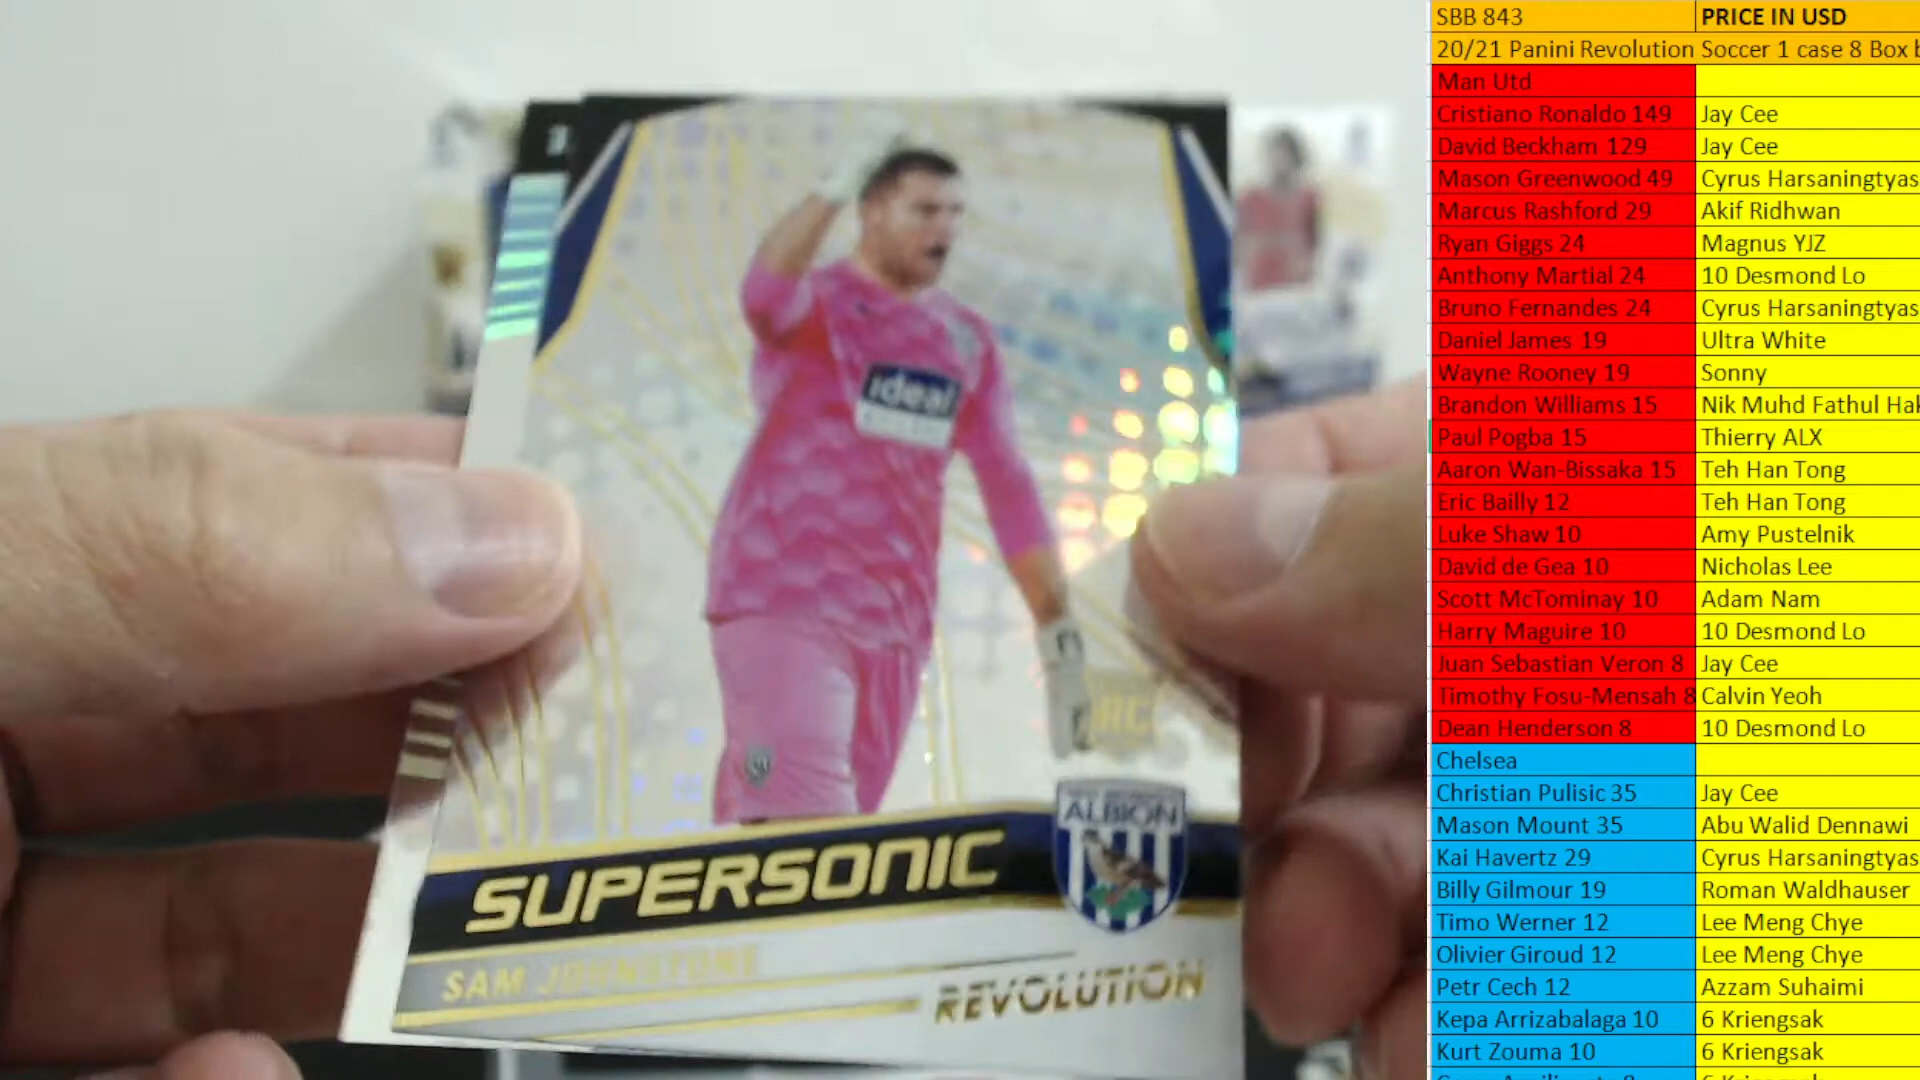 ideal
RC
ALBION
SUPERSONIC
SAM JOHNSTONE
REVOLUTION
SBB 843 PRICE IN USD
20/21 Panini Revolution Soccer 1 case 8 Box b
Man Utd
Cristiano Ronaldo 149 Jay Cee
David Beckham 129 Jay Cee
Mason Greenwood 49 Cyrus Harsaningtyas
Marcus Rashford 29 Akif Ridhwan
Ryan Giggs 24 Magnus YJZ
Anthony Martial 24 10 Desmond Lo
Bruno Fernandes 24 Cyrus Harsaningtyas
Daniel James 19 Ultra White
Wayne Rooney 19 Sonny
Brandon Williams 15 Nik Muhd Fathul Hak
Paul Pogba 15 Thierry ALX
Aaron Wan-Bissaka 15 Teh Han Tong
Eric Bailly 12 Teh Han Tong
Luke Shaw 10 Amy Pustelnik
David de Gea 10 Nicholas Lee
Scott McTominay 10 Adam Nam
Harry Maguire 10 10 Desmond Lo
Juan Sebastian Veron 8 Jay Cee
Timothy Fosu-Mensah 8 Calvin Yeoh
Dean Henderson 8 10 Desmond Lo
Chelsea
Christian Pulisic 35 Jay Cee
Mason Mount 35 Abu Walid Dennawi
Kai Havertz 29 Cyrus Harsaningtyas
Billy Gilmour 19 Roman Waldhauser
Timo Werner 12 Lee Meng Chye
Olivier Giroud 12 Lee Meng Chye
Petr Cech 12 Azzam Suhaimi
Kepa Arrizabalaga 10 6 Kriengsak
Kurt Zouma 10 6 Kriengsak